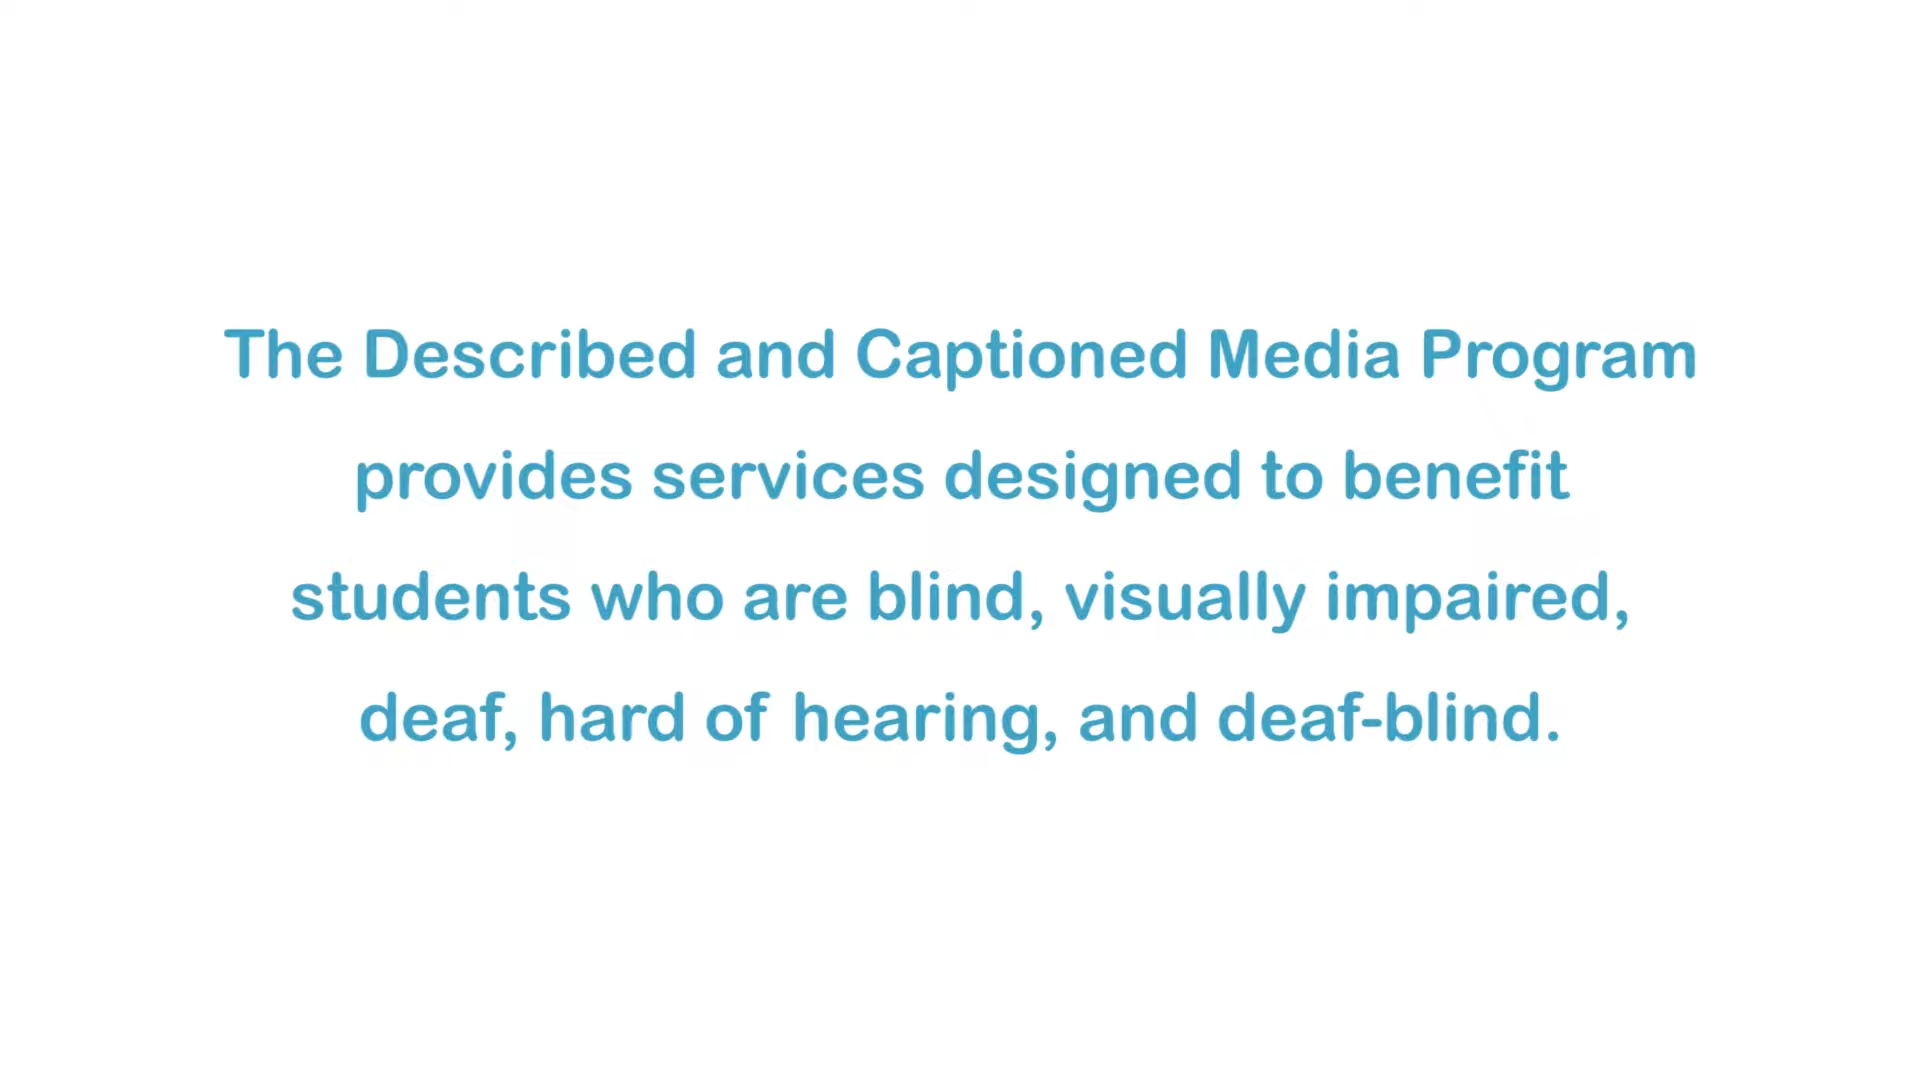 The Described and Captioned Media Program
provides services designed to benefit
students who are blind, visually impaired,
deaf, hard of hearing, and deaf-blind.